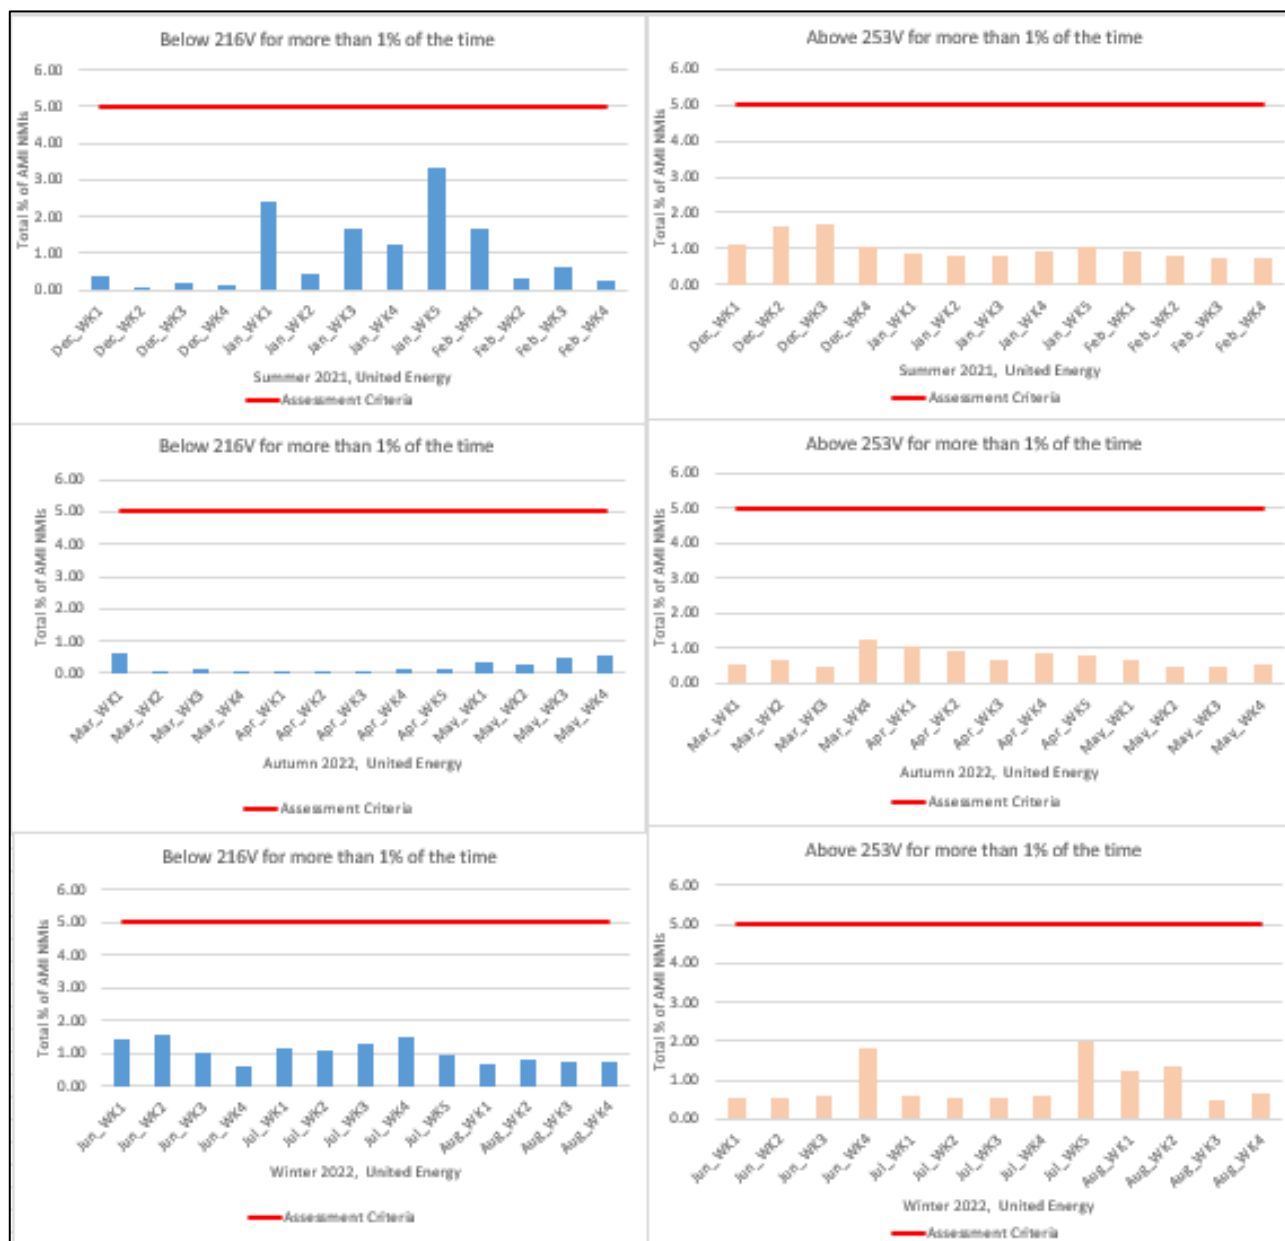 Below 216V for more than 1% of the time
6.00
5.00
4.00
3.00
2.00
1.00
0.00
Total % of AMI NMIs
Dec_WK1
Dec_WK2
Dec_WK3
Dec_WK4
Jan_WK1
Jan_WK2
Jan_WK3
Jan_WK4
Jan_WK5
Feb_WK1
Feb_WK2
Feb_WK3
Feb_WK4
Summer 2021, United Energy
Assessment Criteria
Above 253V for more than 1% of the time
6.00
5.00
4.00
3.00
2.00
1.00
0.00
Total % of AMI NMIs
Dec_WK1
Dec_WK2
Dec_WK3
Dec_WK4
Jan_WK1
Jan_WK2
Jan_WK3
Jan_WK4
Jan_WK5
Feb_WK1
Feb_WK2
Feb_WK3
Feb_WK4
Summer 2021, United Energy
Assessment Criteria
Below 216V for more than 1% of the time
6.00
5.00
4.00
3.00
2.00
1.00
0.00
Total % of AMI NMIs
Mar_WK1
Mar_WK2
Mar_WK3
Mar_WK4
Apr_WK1
Apr_WK2
Apr_WK3
Apr_WK4
Apr_WK5
May_WK1
May_WK2
May_WK3
May_WK4
Autumn 2022, United Energy
Assessment Criteria
Above 253V for more than 1% of the time
6.00
5.00
4.00
3.00
2.00
1.00
0.00
Total % of AMI NMIs
Mar_WK1
Mar_WK2
Mar_WK3
Mar_WK4
Apr_WK1
Apr_WK2
Apr_WK3
Apr_WK4
Apr_WK5
May_WK1
May_WK2
May_WK3
May_WK4
Autumn 2022, United Energy
Assessment Criteria
Below 216V for more than 1% of the time
6.00
5.00
4.00
3.00
2.00
1.00
0.00
Total % of AMI NMIs
Jun_WK1
Jun_WK2
Jun_WK3
Jun_WK4
Jul_WK1
Jul_WK2
Jul_WK3
Jul_WK4
Jul_WK5
Aug_WK1
Aug_WK2
Aug_WK3
Aug_WK4
Winter 2022, United Energy
Assessment Criteria
Above 253V for more than 1% of the time
6.00
5.00
4.00
3.00
2.00
1.00
0.00
Total % of AMI NMIs
Jun_WK1
Jun_WK2
Jun_WK3
Jun_WK4
Jul_WK1
Jul_WK2
Jul_WK3
Jul_WK4
Jul_WK5
Aug_WK1
Aug_WK2
Aug_WK3
Aug_WK4
Winter 2022, United Energy
Assessment Criteria